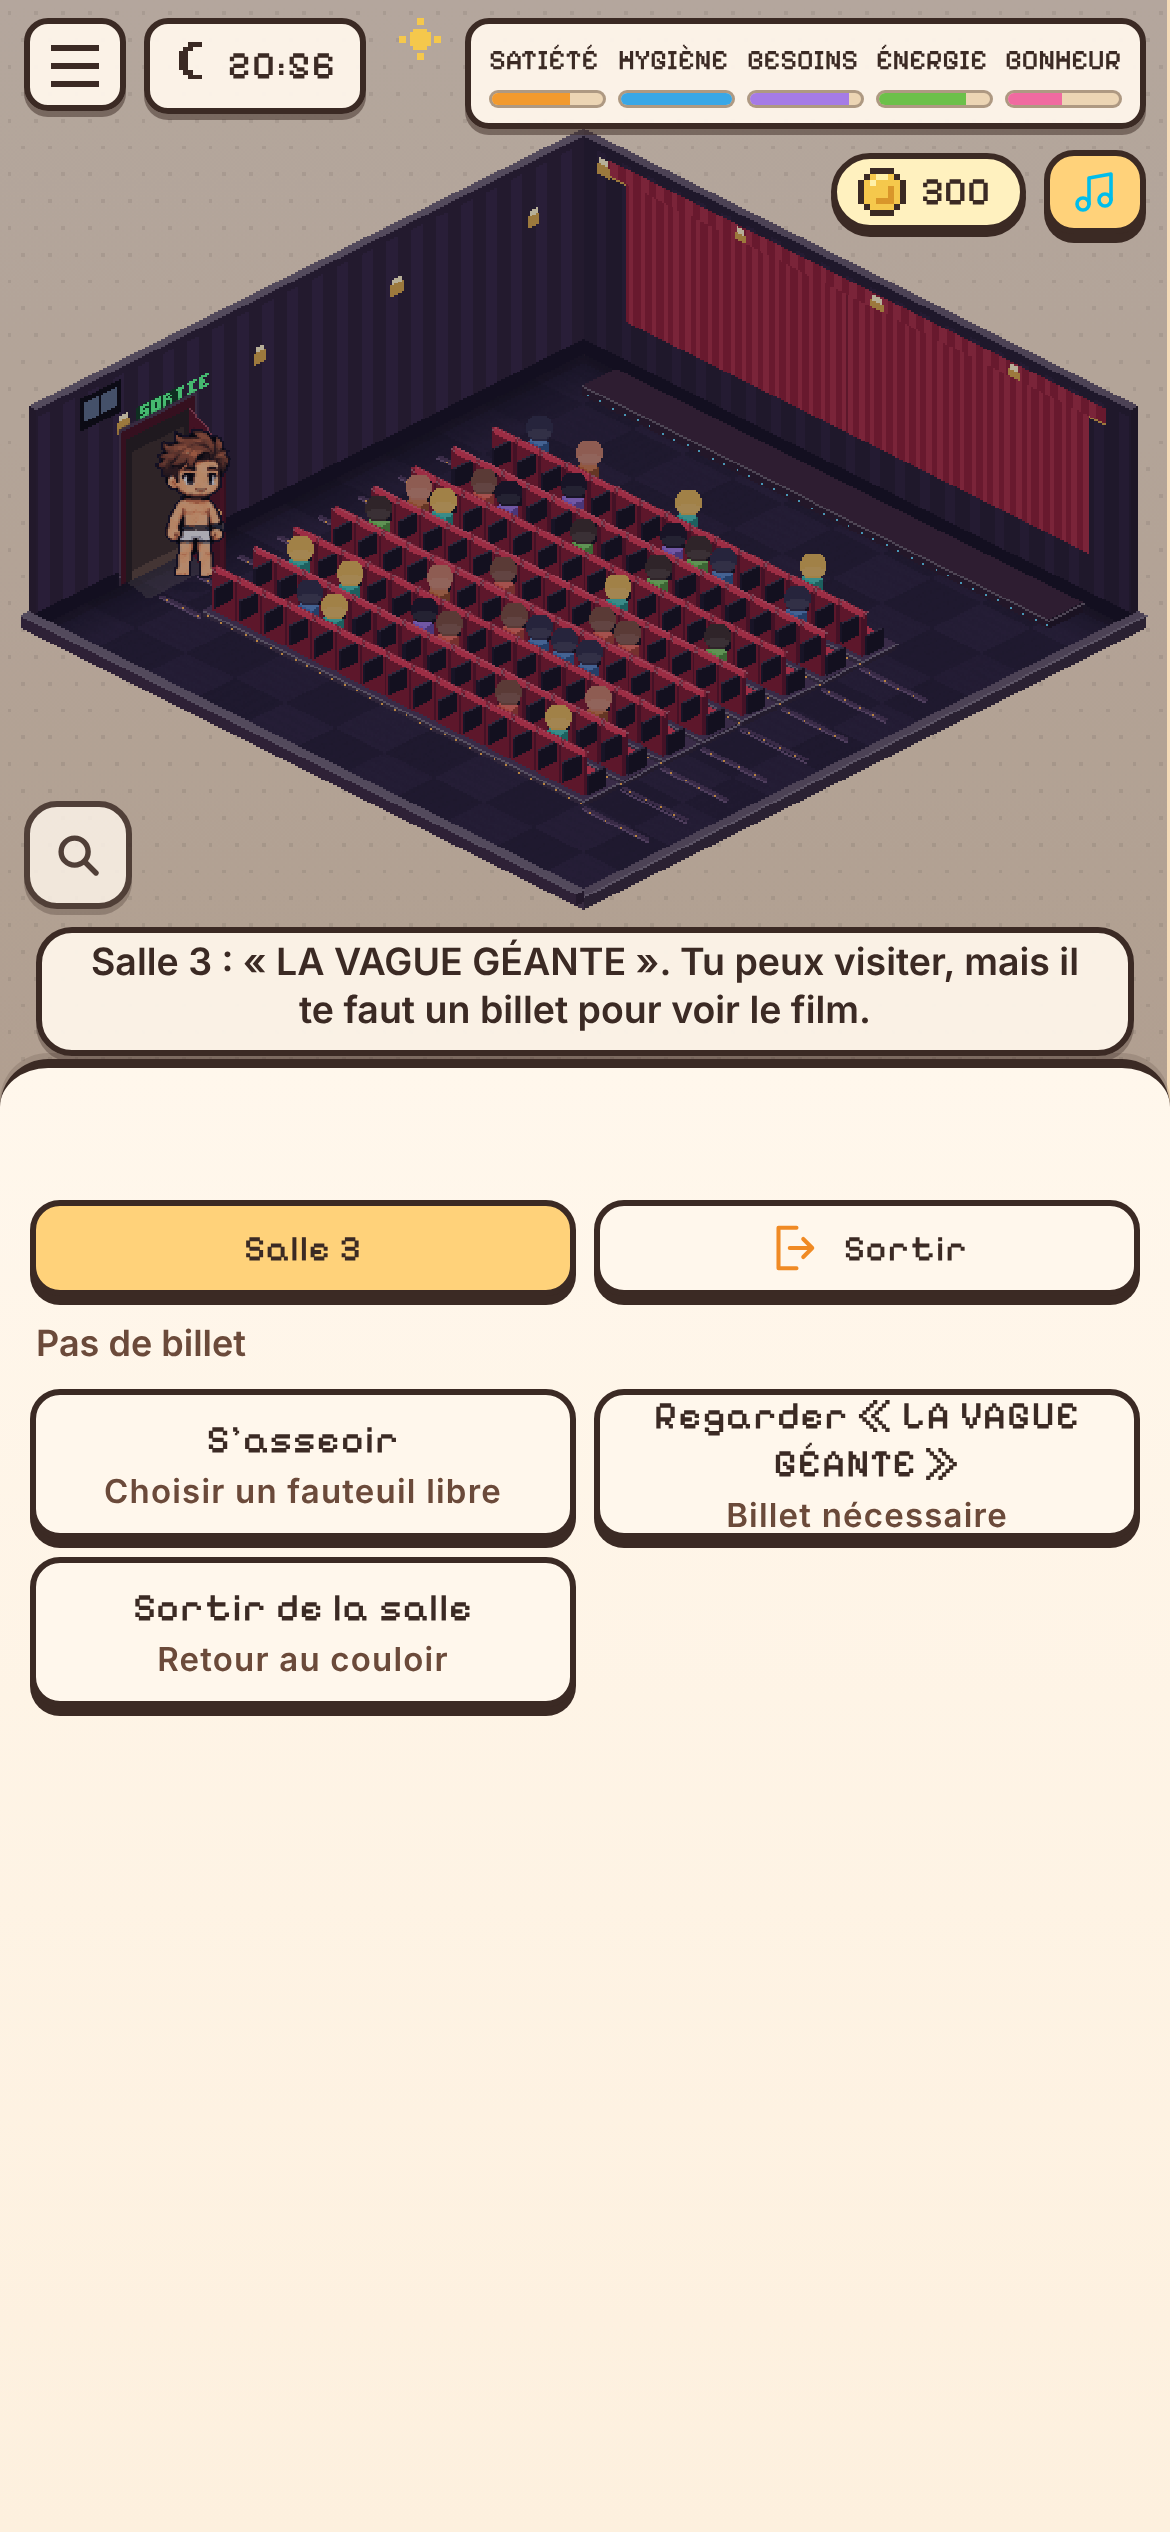 20:26
SATIÉTÉ HYGIÈNE BESOINS ÉNERGIE BONHEUR
300
SORTIE
Salle 3 : « LA VAGUE GÉANTE ». Tu peux visiter, mais il
te faut un billet pour voir le film.
Salle 3
Sortir
Pas de billet
S'asseoir
Choisir un fauteuil libre
Regarder « LA VAGUE
GÉANTE »
Billet nécessaire
Sortir de la salle
Retour au couloir